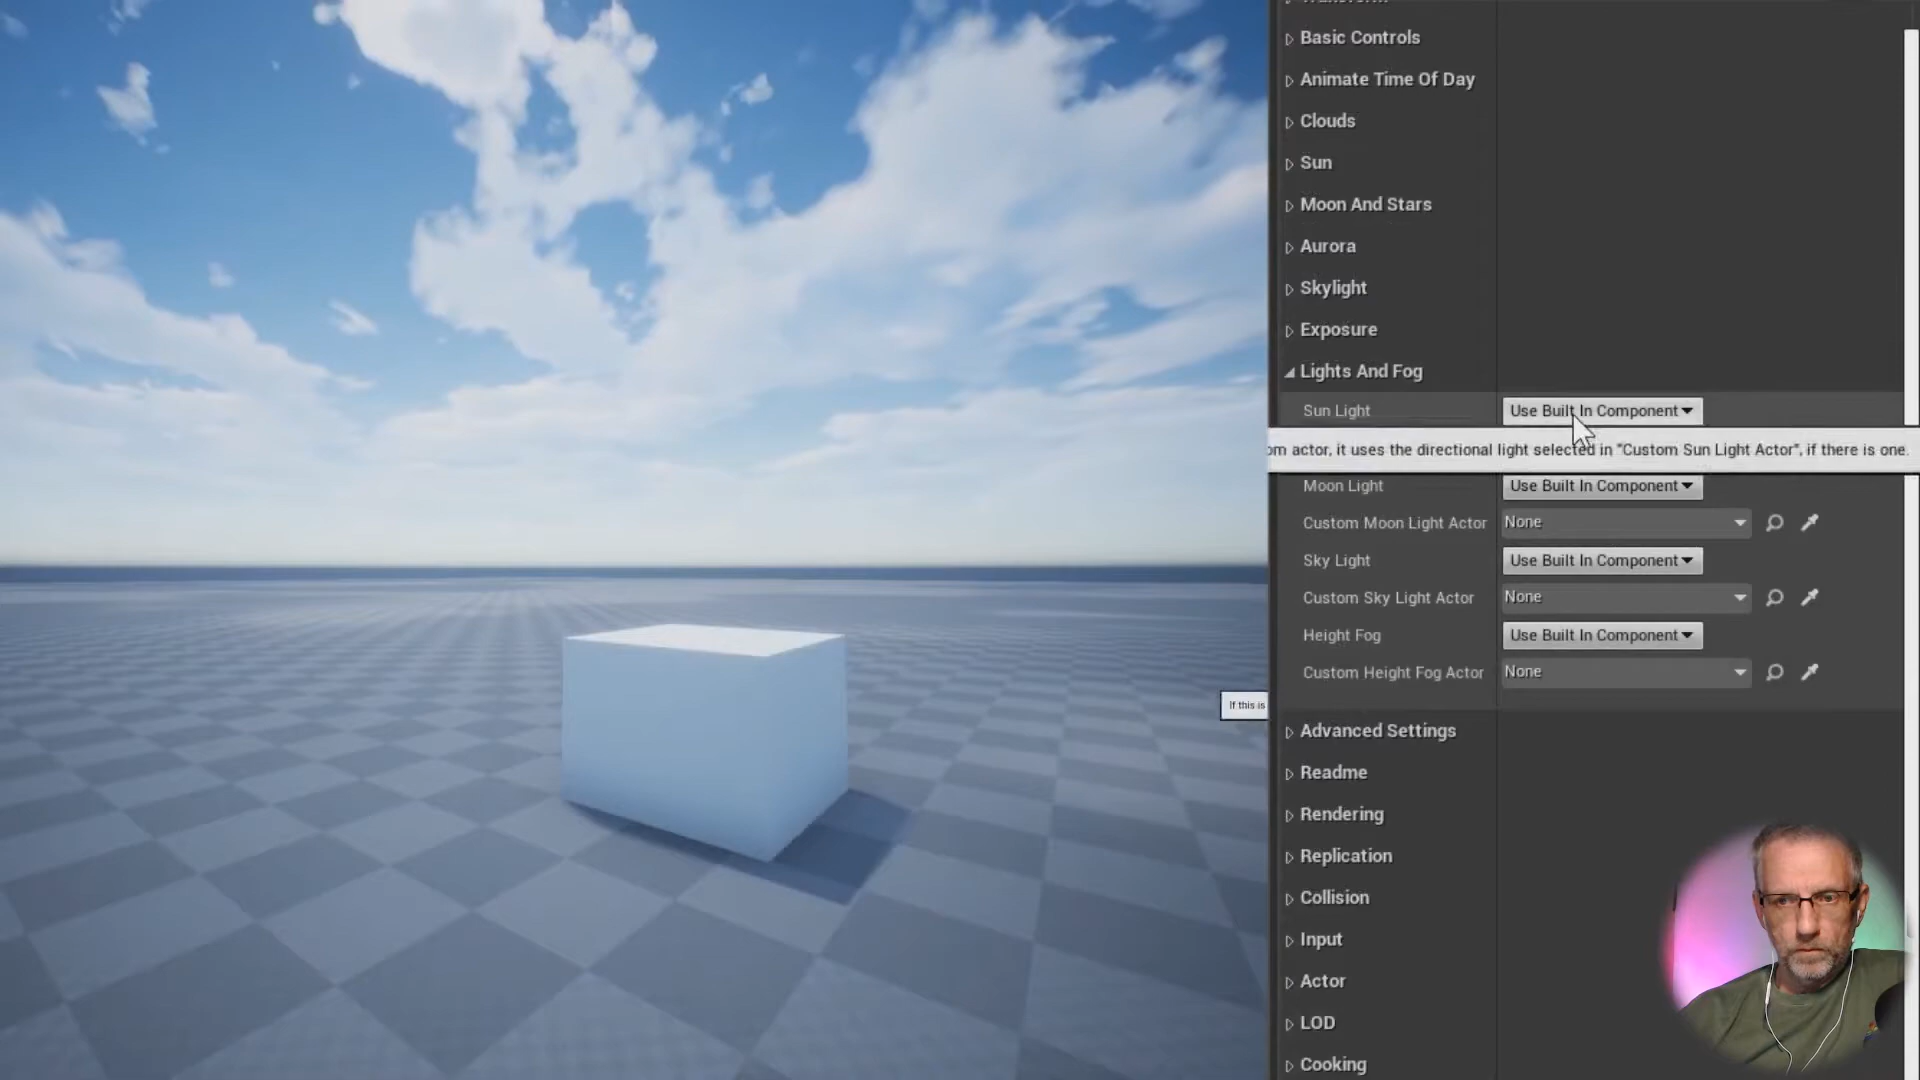 Basic Controls
Animate Time Of Day
Clouds
Sun
Moon And Stars
Aurora
Skylight
Exposure
Lights And Fog
Sun Light Use Built In Component
om actor, it uses the directional light selected in "Custom Sun Light Actor", if there is one.
Moon Light Use Built In Component
Custom Moon Light Actor None
Sky Light Use Built In Component
Custom Sky Light Actor None
Height Fog Use Built In Component
Custom Height Fog Actor None
If this is
Advanced Settings
Readme
Rendering
Replication
Collision
Input
Actor
LOD
Cooking